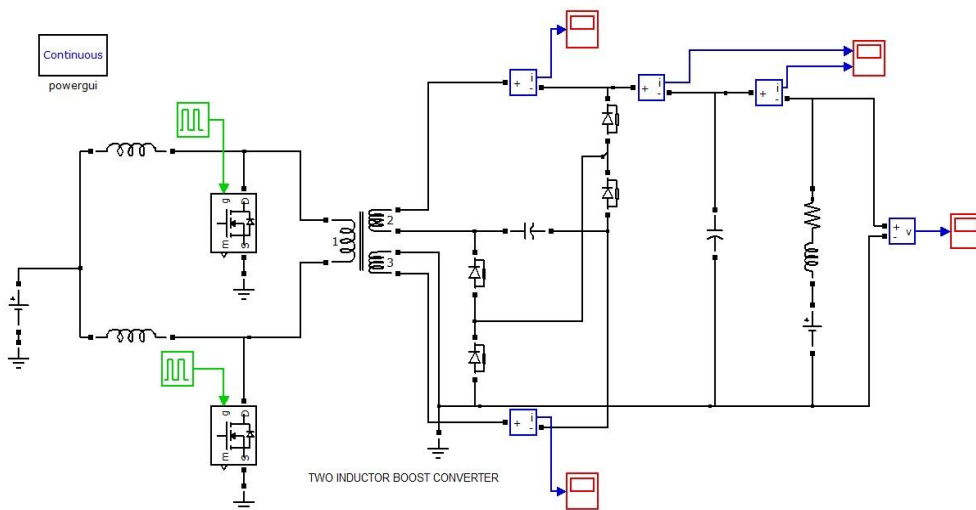 Continuous
powergui
i
+
-
i
+
-
i
+
-
g
D
m
S
1
2
3
+
-
v
+
+
g
D
m
S
i
+
-
TWO INDUCTOR BOOST CONVERTER